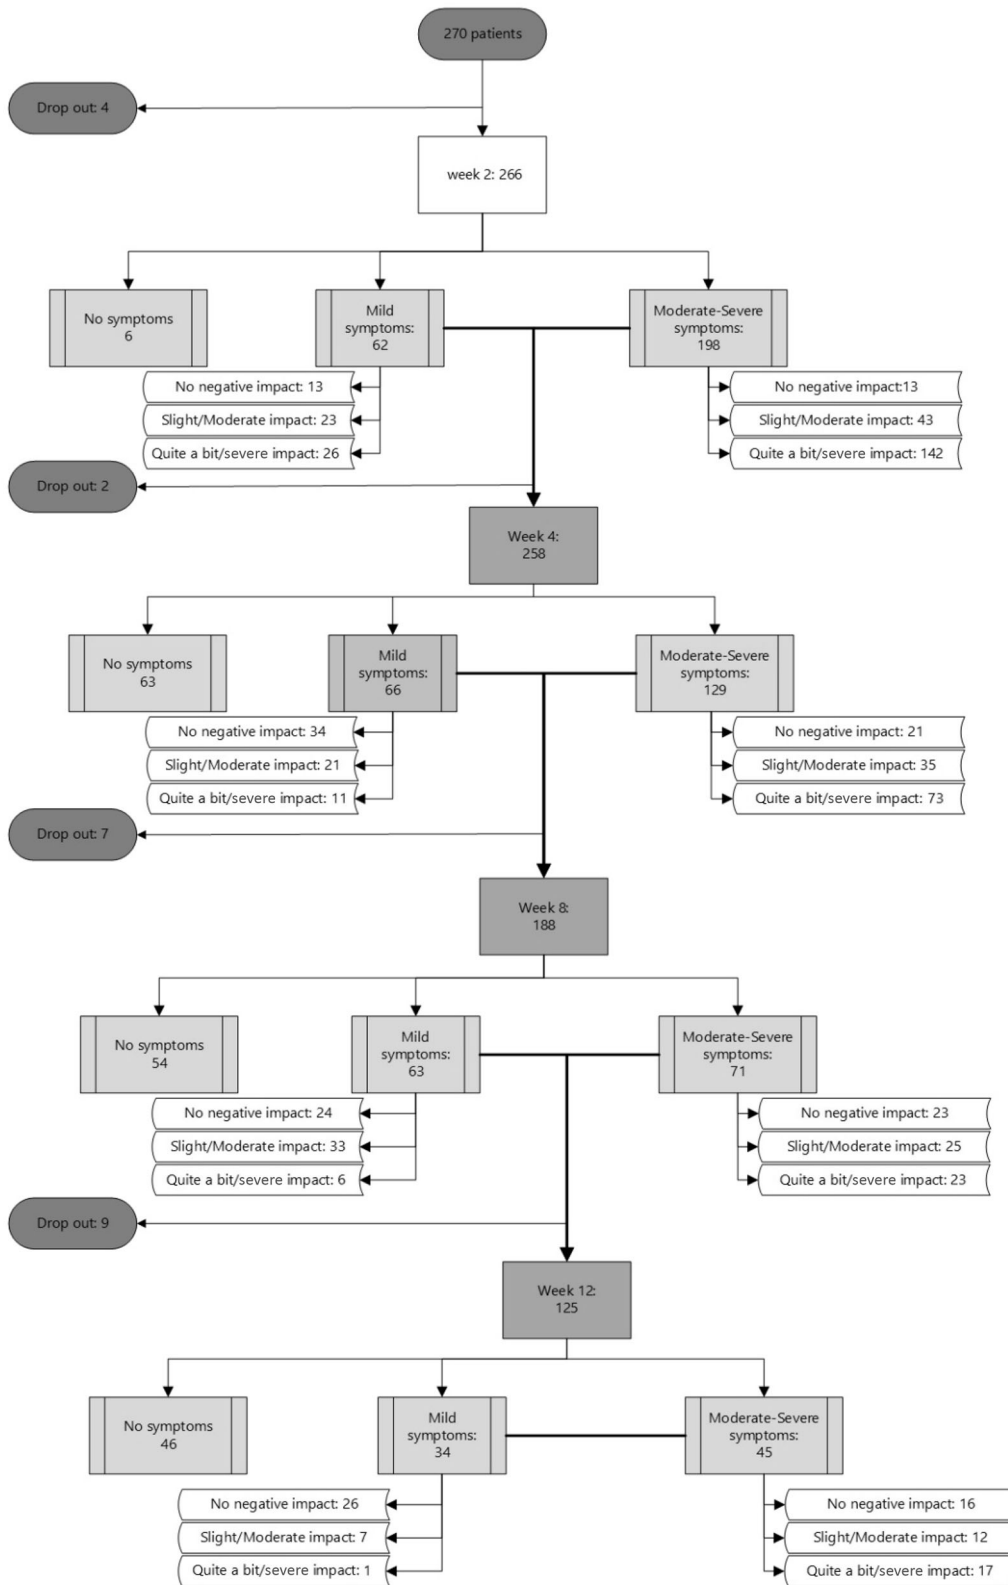 270 patients
Drop out: 4
week 2: 266
No symptoms
6
Mild
symptoms:
62
Moderate-Severe
symptoms:
198
No negative impact: 13
Slight/Moderate impact: 23
Quite a bit/severe impact: 26
No negative impact:13
Slight/Moderate impact: 43
Quite a bit/severe impact: 142
Drop out: 2
Week 4:
258
No symptoms
63
Mild
symptoms:
66
Moderate-Severe
symptoms:
129
No negative impact: 34
Slight/Moderate impact: 21
Quite a bit/severe impact: 11
No negative impact: 21
Slight/Moderate impact: 35
Quite a bit/severe impact: 73
Drop out: 7
Week 8:
188
No symptoms
54
Mild
symptoms:
63
Moderate-Severe
symptoms:
71
No negative impact: 24
Slight/Moderate impact: 33
Quite a bit/severe impact: 6
No negative impact: 23
Slight/Moderate impact: 25
Quite a bit/severe impact: 23
Drop out: 9
Week 12:
125
No symptoms
46
Mild
symptoms:
34
Moderate-Severe
symptoms:
45
No negative impact: 26
Slight/Moderate impact: 7
Quite a bit/severe impact: 1
No negative impact: 16
Slight/Moderate impact: 12
Quite a bit/severe impact: 17